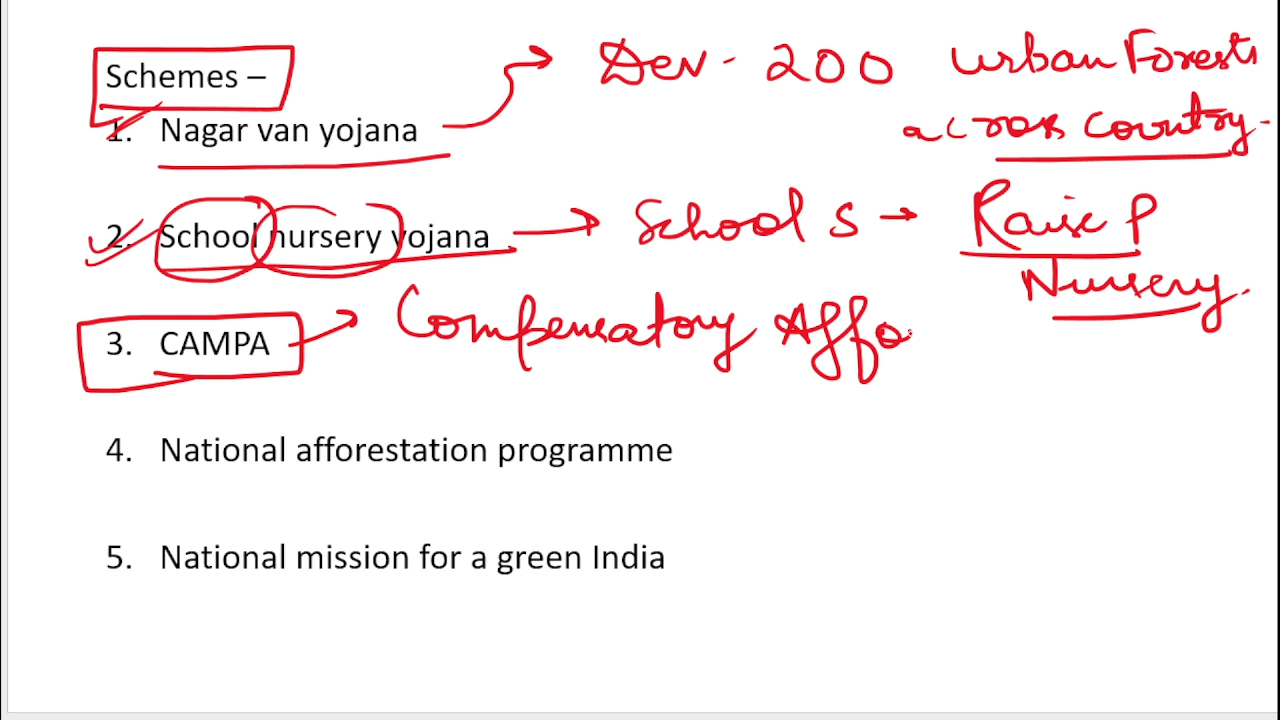 Schemes –
1. Nagar van yojana → Dev. 200 urban Forests
across country.
2. School nursery yojana → School S → Raise P
Nursery.
3. CAMPA → Compensatory Affo
4. National afforestation programme
5. National mission for a green India